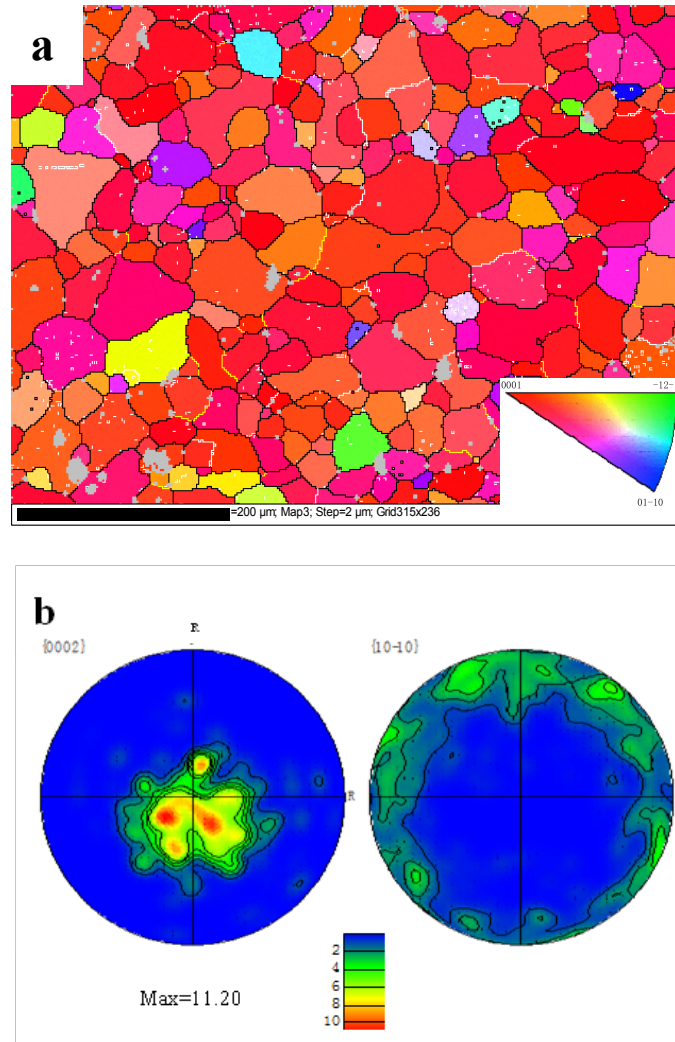 a
0001
-12-
01-10
=200 µm; Map3; Step=2 µm; Grid315x236
b
R
{0002}
{10-10}
R
2
4
6
8
10
Max=11.20